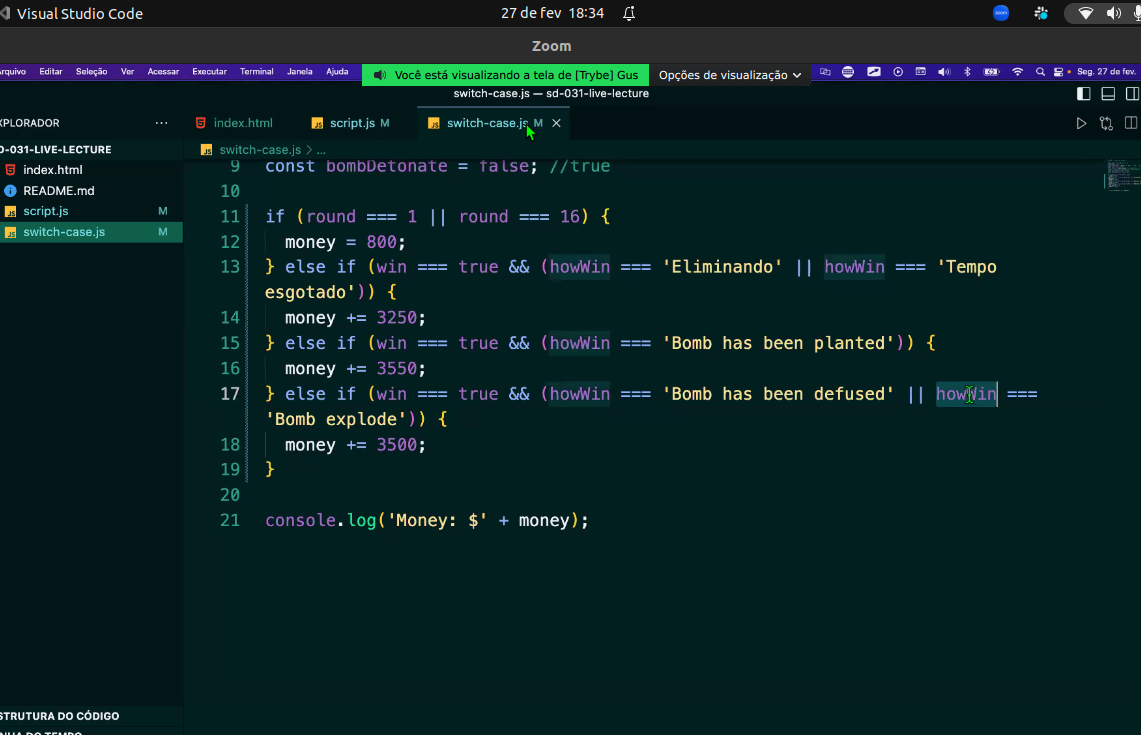 Visual Studio Code
27 de fev 18:34
zoom
Zoom
rquivo Editar Seleção Ver Acessar Executar Terminal Janela Ajuda
Você está visualizando a tela de [Trybe] Gus
Opções de visualização
Seg. 27 de fev.
switch-case.js — sd-031-live-lecture
XPLORADOR ...
index.html
script.js M
switch-case.js M
D-031-LIVE-LECTURE
index.html
README.md
script.js M
switch-case.js M
switch-case.js > ...
9 const bombDetonate = false; //true
10
11 if (round === 1 || round === 16) {
12 money = 800;
13 } else if (win === true && (howWin === 'Eliminando' || howWin === 'Tempo
esgotado')) {
14 money += 3250;
15 } else if (win === true && (howWin === 'Bomb has been planted')) {
16 money += 3550;
17 } else if (win === true && (howWin === 'Bomb has been defused' || howWin ===
'Bomb explode')) {
18 money += 3500;
19 }
20
21 console.log('Money: $' + money);
STRUTURA DO CÓDIGO
NHA DO TEMPO